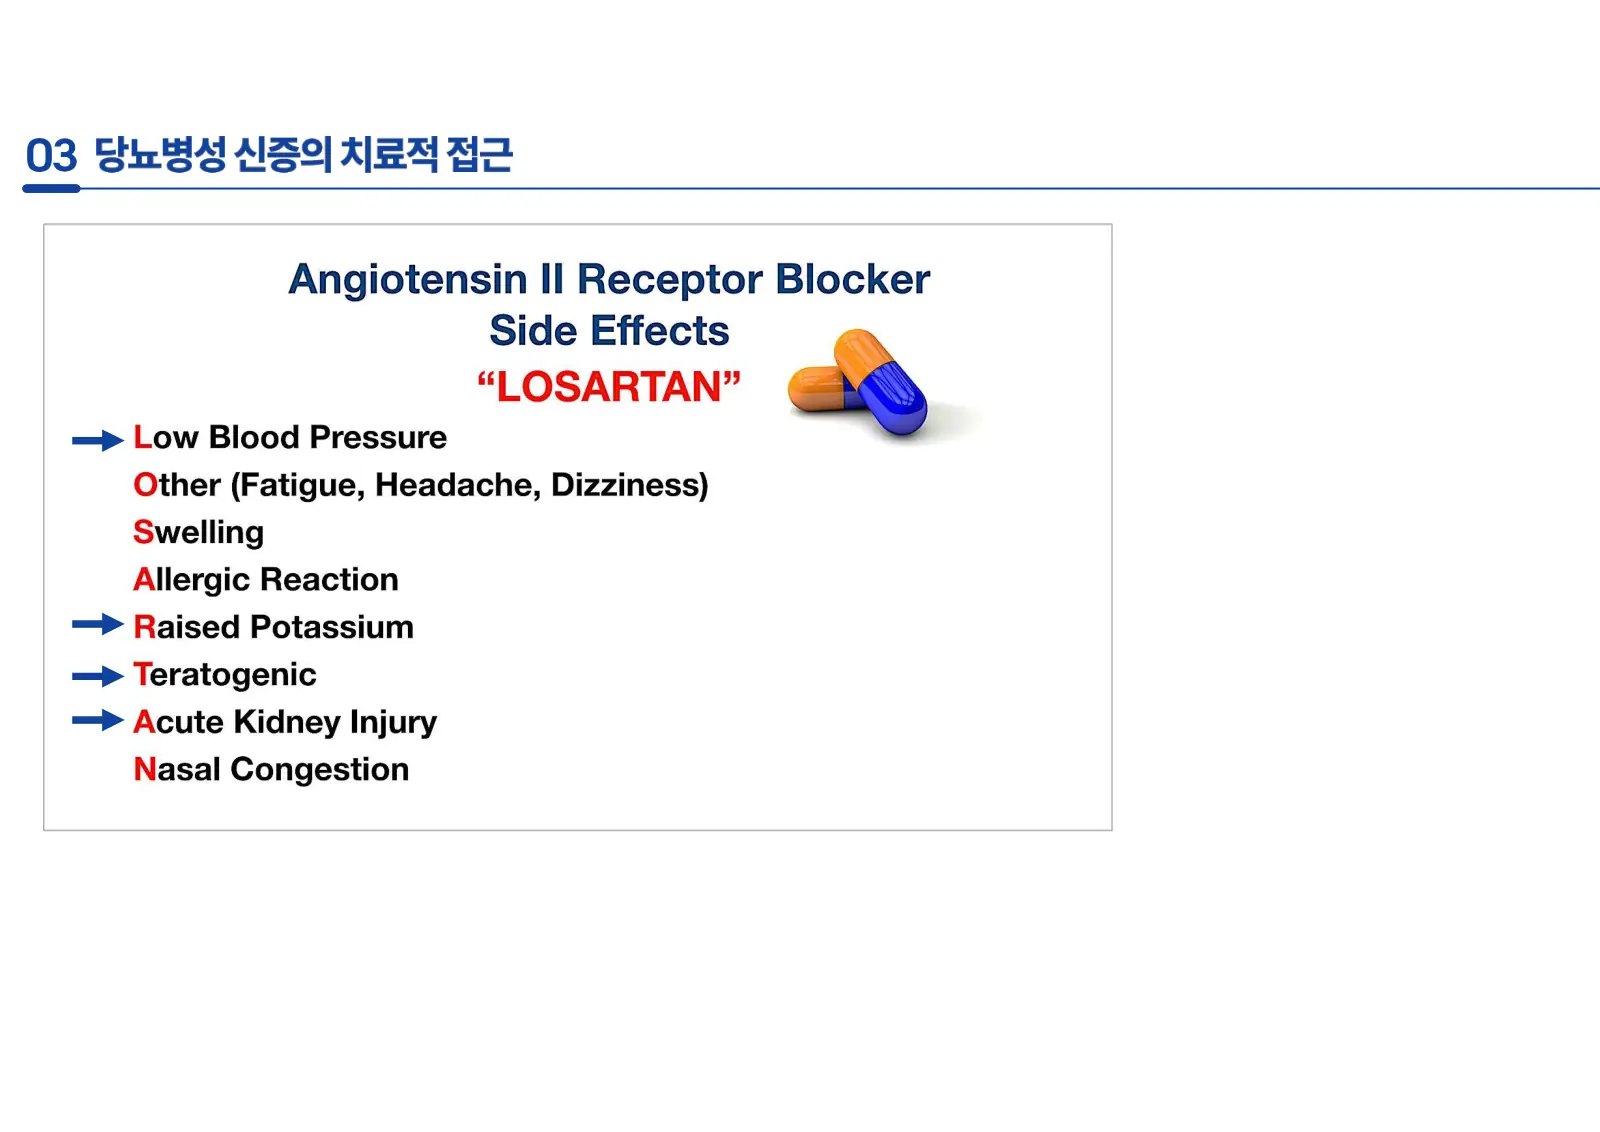 03 당뇨병성 신증의 치료적 접근
Angiotensin II Receptor Blocker
Side Effects
“LOSARTAN”
Low Blood Pressure
Other (Fatigue, Headache, Dizziness)
Swelling
Allergic Reaction
Raised Potassium
Teratogenic
Acute Kidney Injury
Nasal Congestion